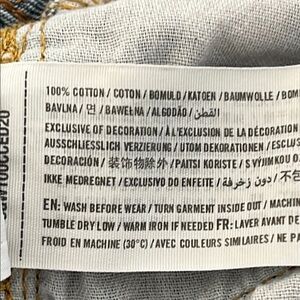 100% COTTON / COTON / BOMULD / KATOEN / BAUMWOLLE / BOM
BAVLNA / 면 / BAWEŁNA / ALGODÃO / القطن /
EXCLUSIVE OF DECORATION / À L'EXCLUSION DE LA DÉCORATION
AUSSCHLIESSLICH VERZIERUNG / UTOM DEKORATIONEN / ESCLUS
DECORACIÓN / 装饰物除外 / PAITSI KORISTE / S VÝJIMKOU O
IKKE MEDREGNET / EXCLUSIVO DO ENFEITE / دون زخرفة / 不包
EN: WASH BEFORE WEAR / TURN GARMENT INSIDE OUT / MACHIN
TUMBLE DRY LOW / WARM IRON IF NEEDED FR: LAVER AVANT DE
FROID EN MACHINE (30°C) / AVEC COULEURS SIMILAIRES / NE PA